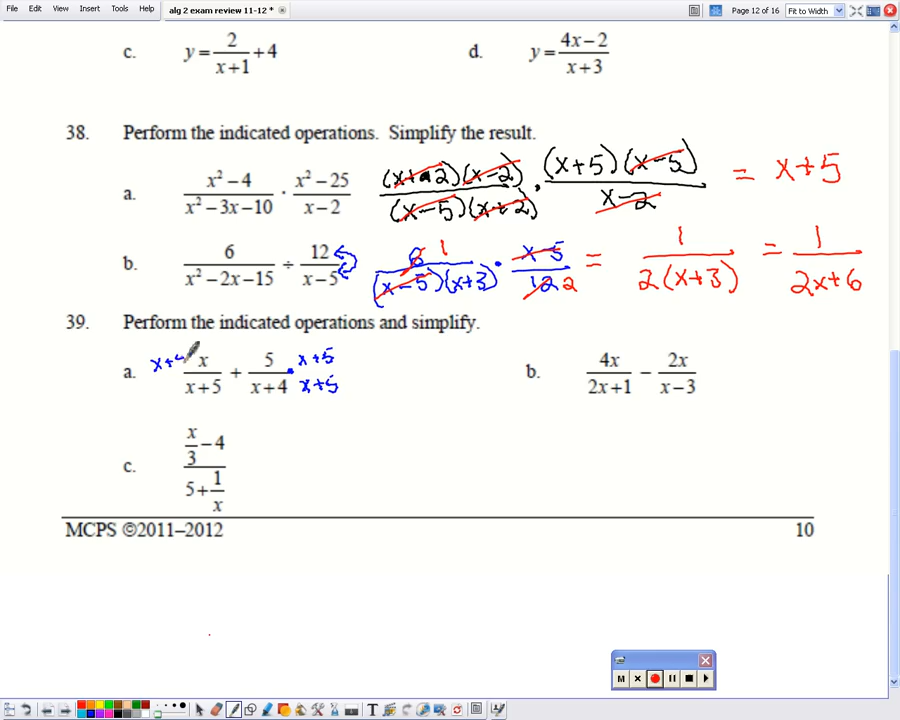 File Edit View Insert Tools Help alg 2 exam review 11-12 * Page 12 of 16 Fit to Width
c. y = 2/(x+1) + 4 d. y = (4x−2)/(x+3)
38. Perform the indicated operations. Simplify the result.
a. (x²−4)/(x²−3x−10) · (x²−25)/(x−2) (x+2)(x−2)/(x−5)(x+2) · (x+5)(x−5)/(x−2) = x+5
b. 6/(x²−2x−15) ÷ 12/(x−5) 6 1/(x−5)(x+3) · (x−5)/12 2 = 1/2(x+3) = 1/(2x+6)
39. Perform the indicated operations and simplify.
a. x+4 x/(x+5) + 5/(x+4) · (x+5)/(x+5) b. 4x/(2x+1) − 2x/(x−3)
c. (x/3 − 4)/(5 + 1/x)
MCPS ©2011–2012 10
M
T